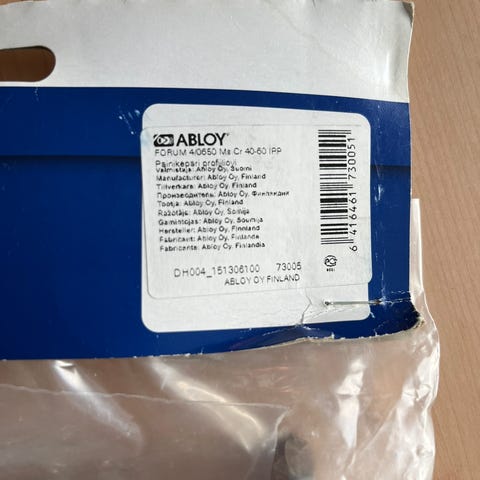 ABLOY®
FORUM 4/0650 Ms Cr 40-60 IPP
Painikepari profiiliovi
Valmistaja: Abloy Oy, Suomi
Manufacturer: Abloy Oy, Finland
Tillverkare: Abloy Oy, Finland
Производитель: Abloy Oy, Финляндия
Tootja: Abloy Oy, Finland
Ražotājs: Abloy Oy, Somija
Gamintojas: Abloy Oy, Suomija
Hersteller: Abloy Oy, Finnland
Fabricant: Abloy Oy, Finlande
Fabricante: Abloy Oy, Finlandia
DH004_151306100 73005
ABLOY OY FINLAND
6 416461 730051